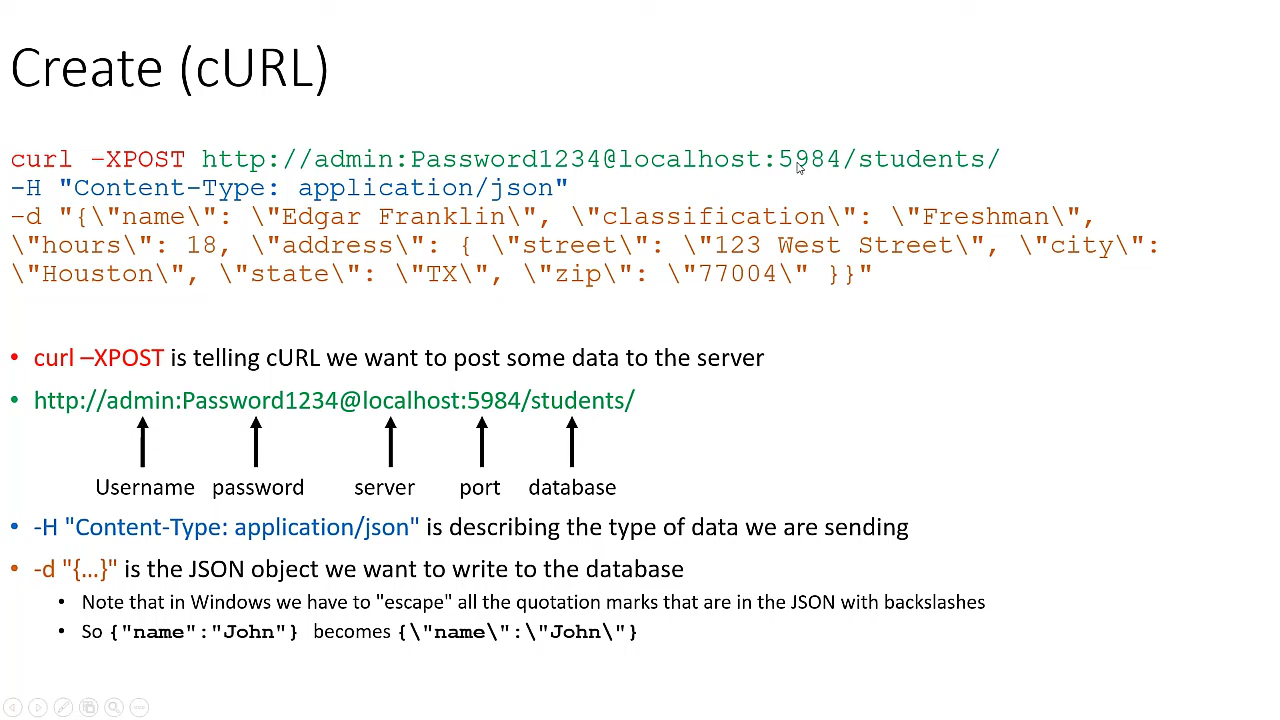 Create (cURL)
curl –XPOST http://admin:Password1234@localhost:5984/students/
-H "Content-Type: application/json"
–d "{\"name\": \"Edgar Franklin\", \"classification\": \"Freshman\",
\"hours\": 18, \"address\": { \"street\": \"123 West Street\", \"city\":
\"Houston\", \"state\": \"TX\", \"zip\": \"77004\" }}"
• curl –XPOST is telling cURL we want to post some data to the server
• http://admin:Password1234@localhost:5984/students/
Username password server port database
• -H "Content-Type: application/json" is describing the type of data we are sending
• -d "{…}" is the JSON object we want to write to the database
• Note that in Windows we have to "escape" all the quotation marks that are in the JSON with backslashes
• So {"name":"John"} becomes {\"name\":\"John\"}